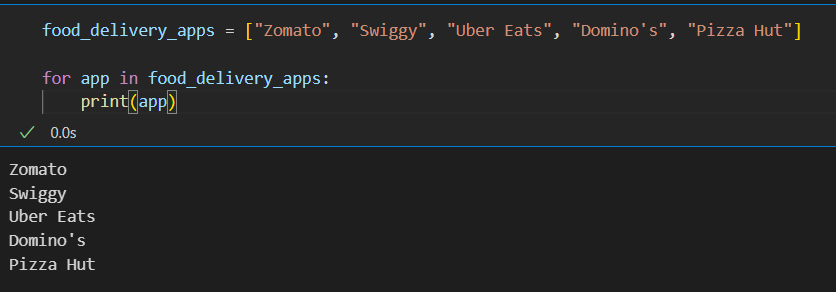 food_delivery_apps = ["Zomato", "Swiggy", "Uber Eats", "Domino's", "Pizza Hut"]
for app in food_delivery_apps:
    print(app)
0.0s
Zomato
Swiggy
Uber Eats
Domino's
Pizza Hut